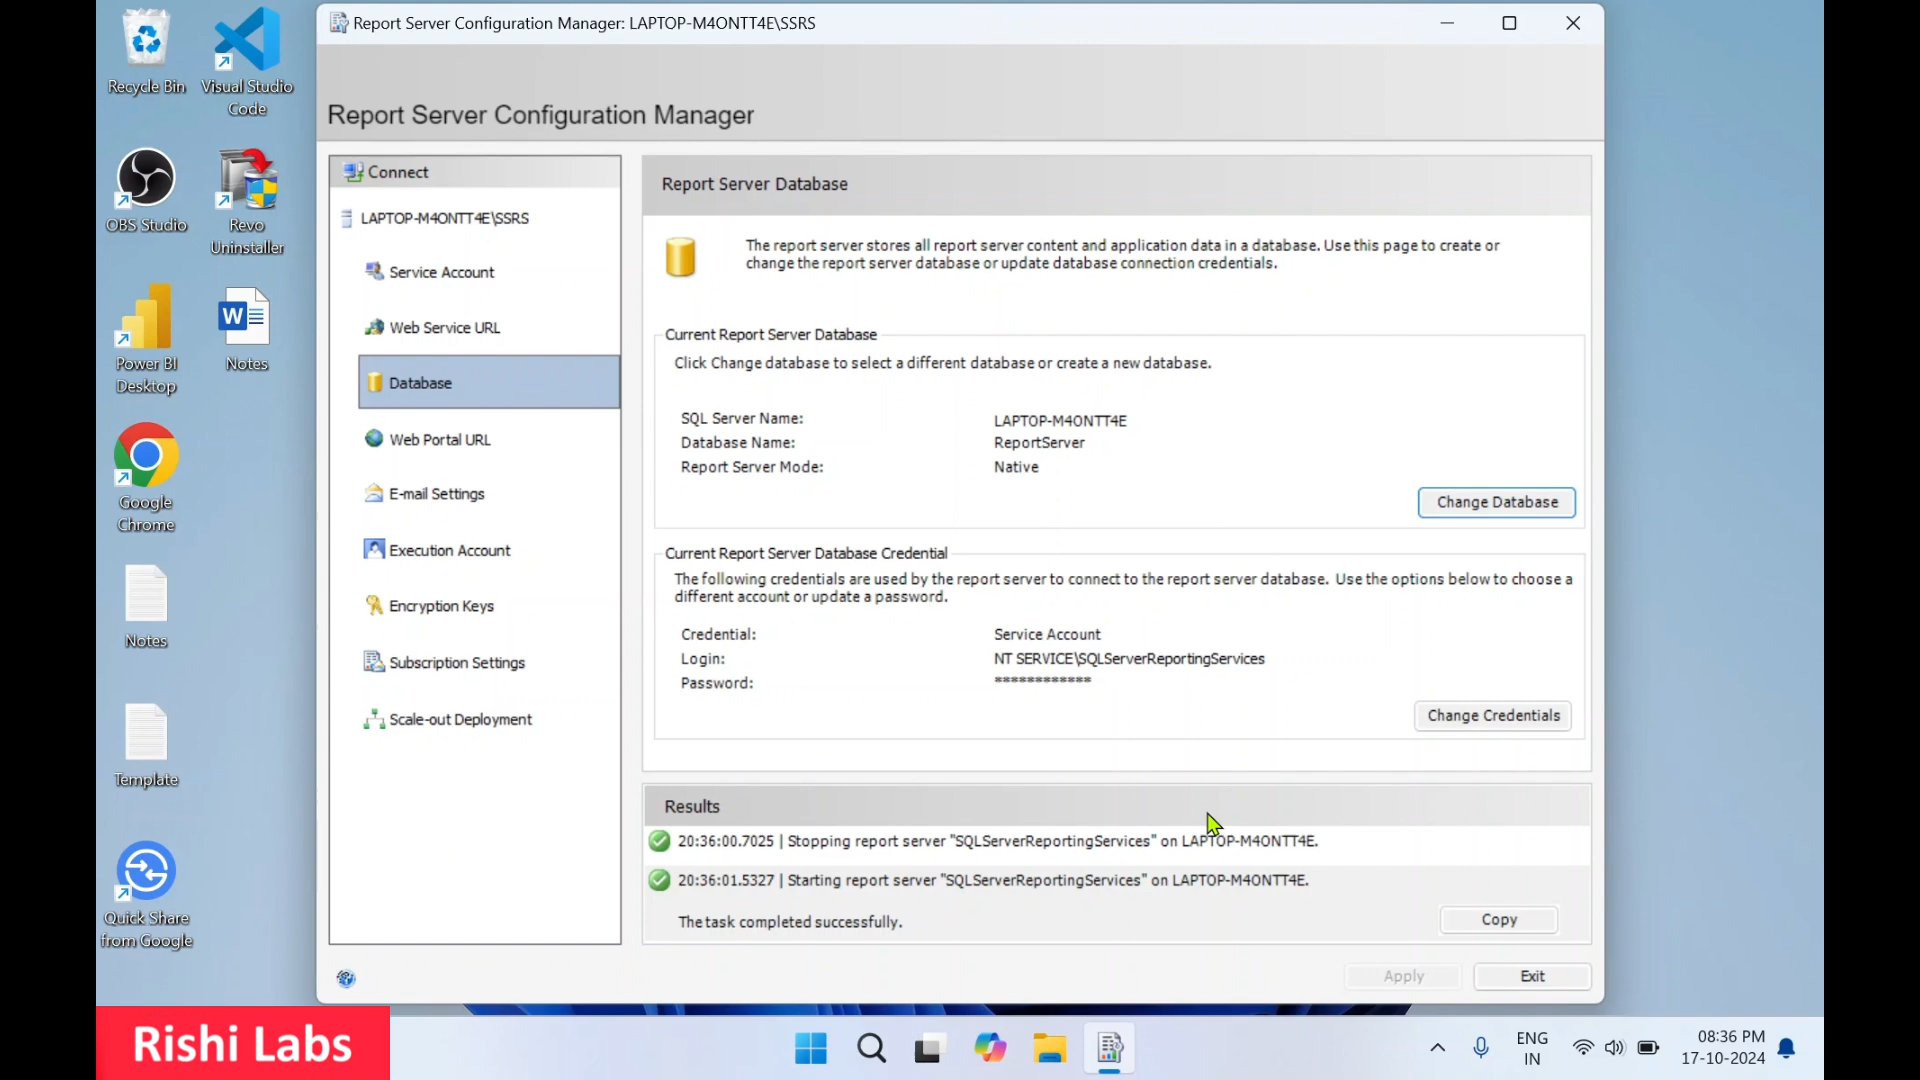 Recycle Bin
Visual Studio
Code
OBS Studio
Revo
Uninstaller
Power BI
Desktop
Notes
Google
Chrome
Notes
Template
Quick Share
from Google
Report Server Configuration Manager: LAPTOP-M4ONTT4E\SSRS
Report Server Configuration Manager
Connect
LAPTOP-M4ONTT4E\SSRS
Service Account
Web Service URL
Database
Web Portal URL
E-mail Settings
Execution Account
Encryption Keys
Subscription Settings
Scale-out Deployment
Report Server Database
The report server stores all report server content and application data in a database. Use this page to create or
change the report server database or update database connection credentials.
Current Report Server Database
Click Change database to select a different database or create a new database.
SQL Server Name: LAPTOP-M4ONTT4E
Database Name: ReportServer
Report Server Mode: Native
Change Database
Current Report Server Database Credential
The following credentials are used by the report server to connect to the report server database. Use the options below to choose a
different account or update a password.
Credential: Service Account
Login: NT SERVICE\SQLServerReportingServices
Password: ************
Change Credentials
Results
20:36:00.7025 | Stopping report server "SQLServerReportingServices" on LAPTOP-M4ONTT4E.
20:36:01.5327 | Starting report server "SQLServerReportingServices" on LAPTOP-M4ONTT4E.
The task completed successfully.
Copy
Apply
Exit
Rishi Labs
ENG
IN
08:36 PM
17-10-2024